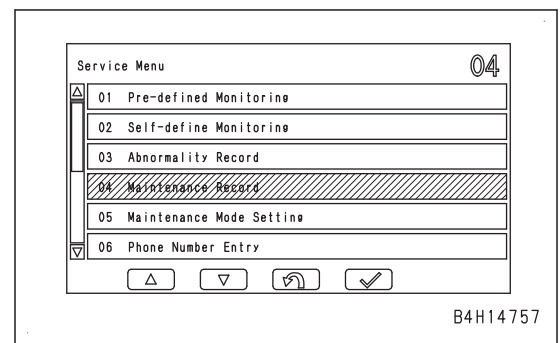 Service Menu 04
01 Pre-defined Monitoring
02 Self-define Monitoring
03 Abnormality Record
04 Maintenance Record
05 Maintenance Mode Setting
06 Phone Number Entry
B4H14757